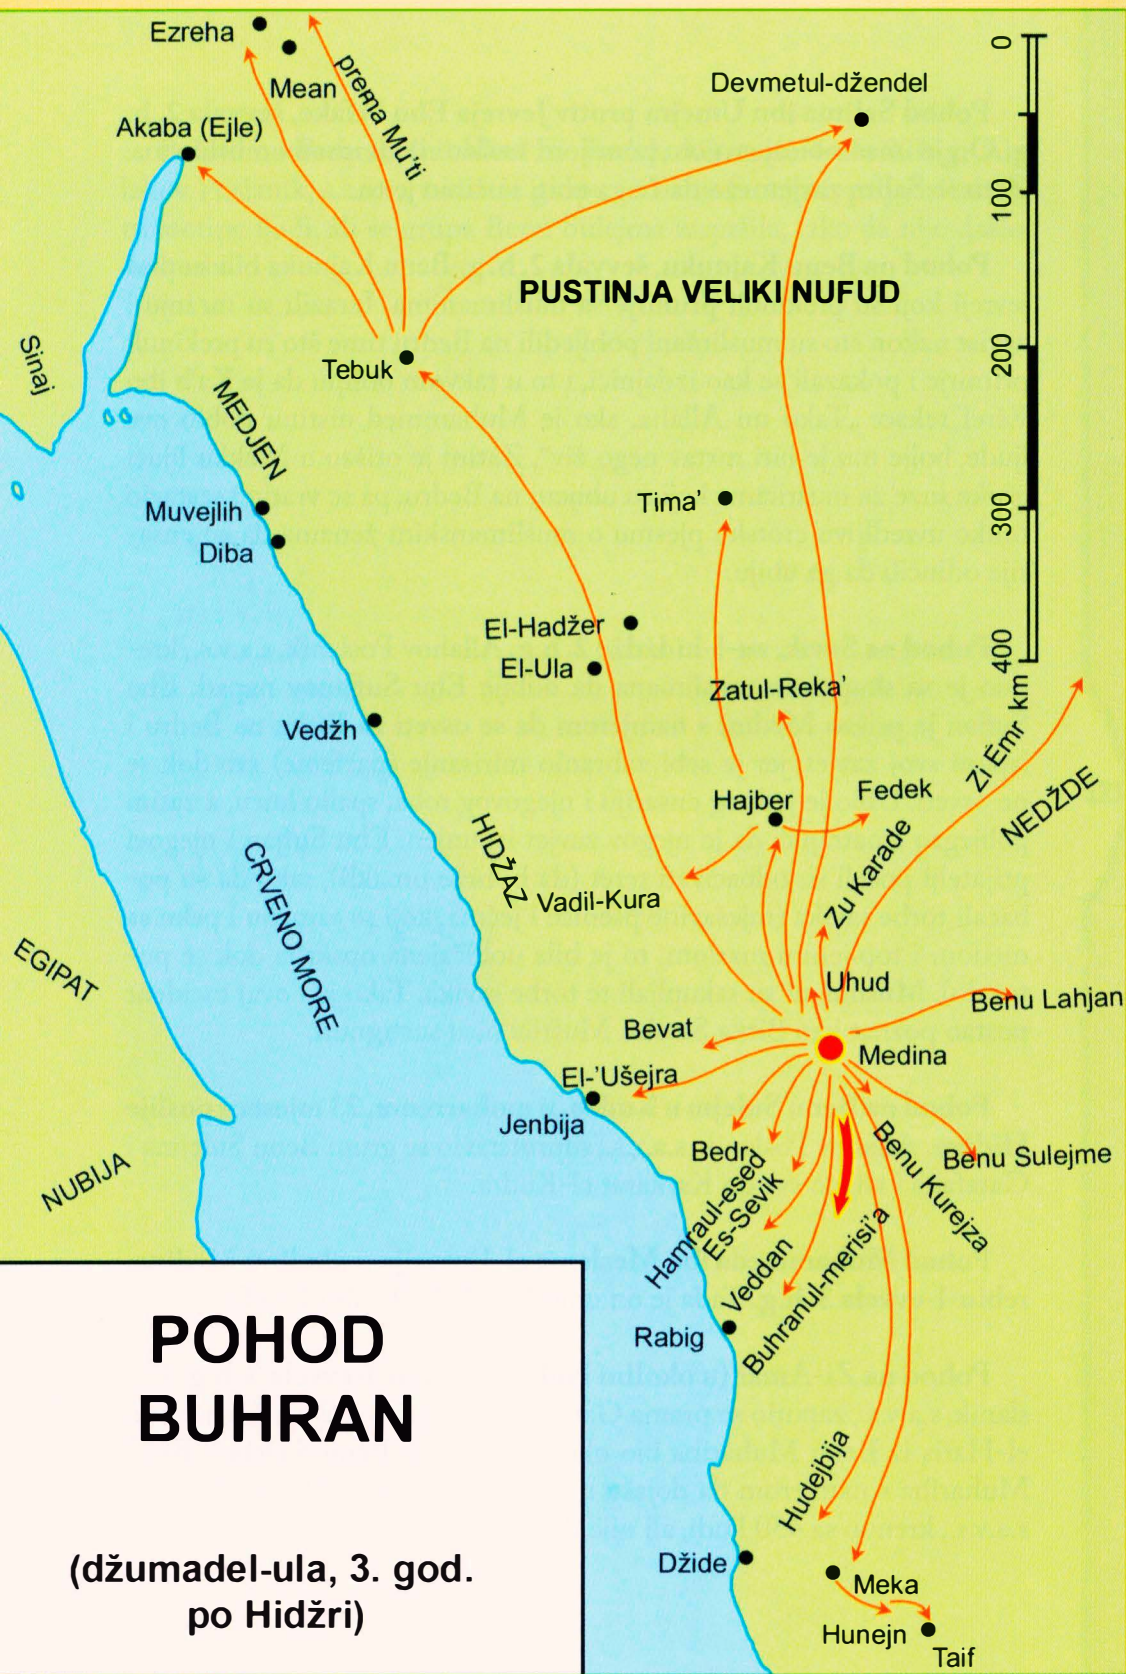 Ezreha
Mean
prema Mu’ti
Devmetul-džendel
Akaba (Ejle)
0
100
200
300
400
km
PUSTINJA VELIKI NUFUD
Sinaj
Tebuk
MEDJEN
Muvejlih
Diba
Tima’
El-Hadžer
El-Ula
Zatul-Reka’
Vedžh
Zi Emr
NEDŽDE
Hajber
Fedek
HIDŽAZ
Vadil-Kura
Zu Karade
CRVENO MORE
EGIPAT
Uhud
Benu Lahjan
Bevat
Medina
El-’Ušejra
Jenbija
Bedr
Benu Kurejza
Benu Sulejme
NUBIJA
Hamraul-esed
Es-Sevik
Veddan
Buhranul-merisi’a
Rabig
POHOD
BUHRAN
(džumadel-ula, 3. god.
po Hidžri)
Hudejbija
Džide
Meka
Hunejn
Taif